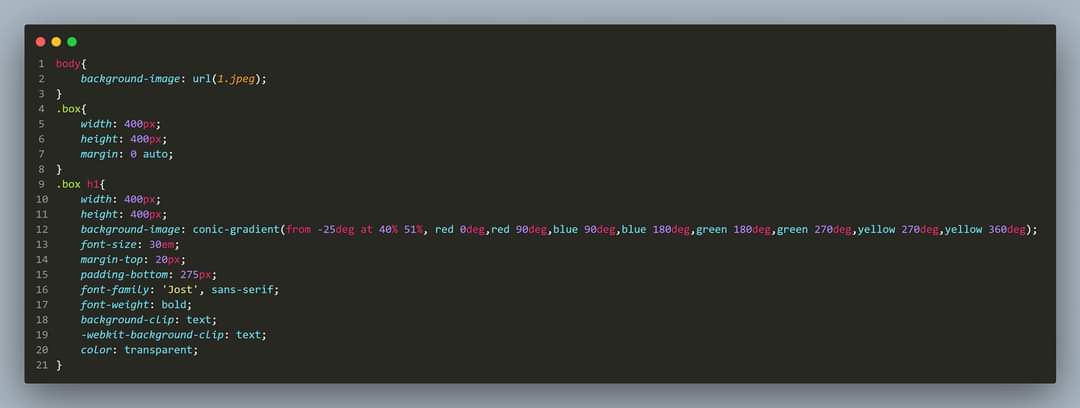 1 body{
2 background-image: url(1.jpeg);
3 }
4 .box{
5 width: 400px;
6 height: 400px;
7 margin: 0 auto;
8 }
9 .box h1{
10 width: 400px;
11 height: 400px;
12 background-image: conic-gradient(from -25deg at 40% 51%, red 0deg,red 90deg,blue 90deg,blue 180deg,green 180deg,green 270deg,yellow 270deg,yellow 360deg);
13 font-size: 30em;
14 margin-top: 20px;
15 padding-bottom: 275px;
16 font-family: 'Jost', sans-serif;
17 font-weight: bold;
18 background-clip: text;
19 -webkit-background-clip: text;
20 color: transparent;
21 }